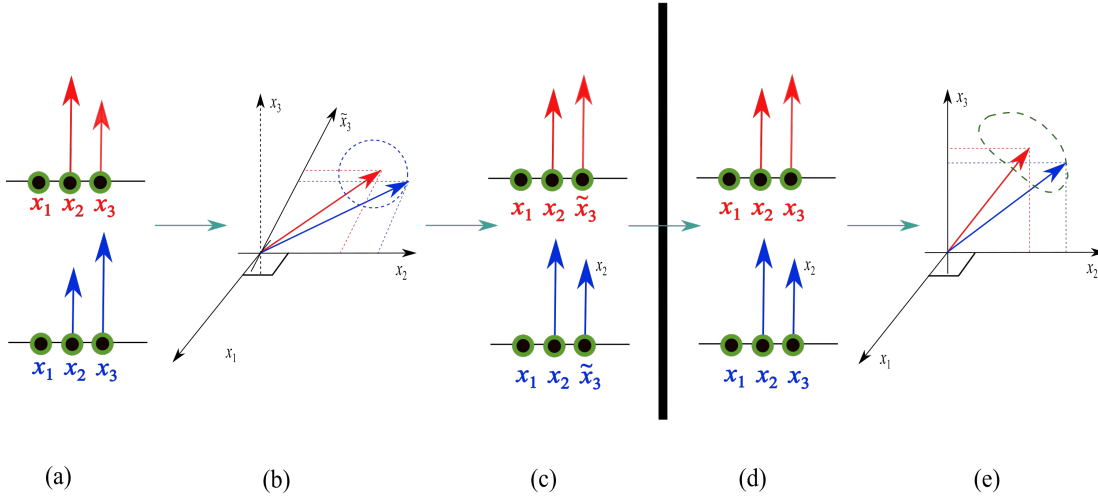 x₁ x₂ x₃
x₁ x₂ x₃
(a)
x₃
x̃₃
x₂
x₁
(b)
x₁ x₂ x̃₃
x₂
x₁ x₂ x̃₃
(c)
x₁ x₂ x₃
x₂
x₁ x₂ x₃
(d)
x₃
x₂
x₁
(e)